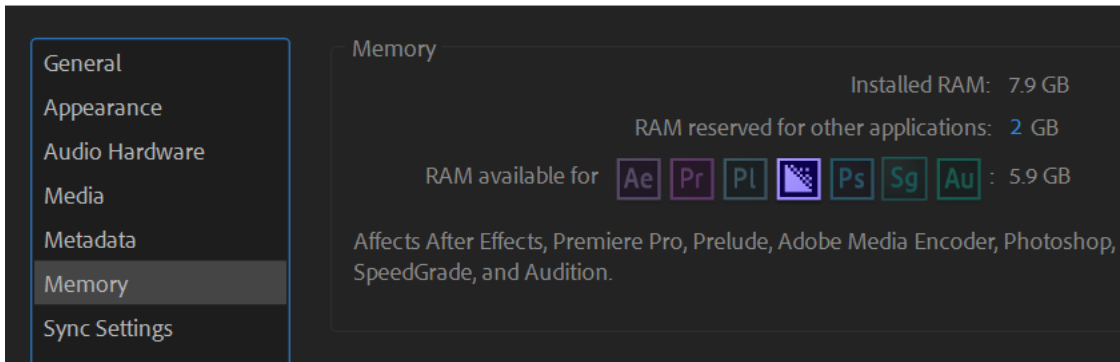 General
Appearance
Audio Hardware
Media
Metadata
Memory
Sync Settings
Memory
Installed RAM: 7.9 GB
RAM reserved for other applications: 2 GB
RAM available for Ae Pr Pl Ps Sg Au : 5.9 GB
Affects After Effects, Premiere Pro, Prelude, Adobe Media Encoder, Photoshop,
SpeedGrade, and Audition.